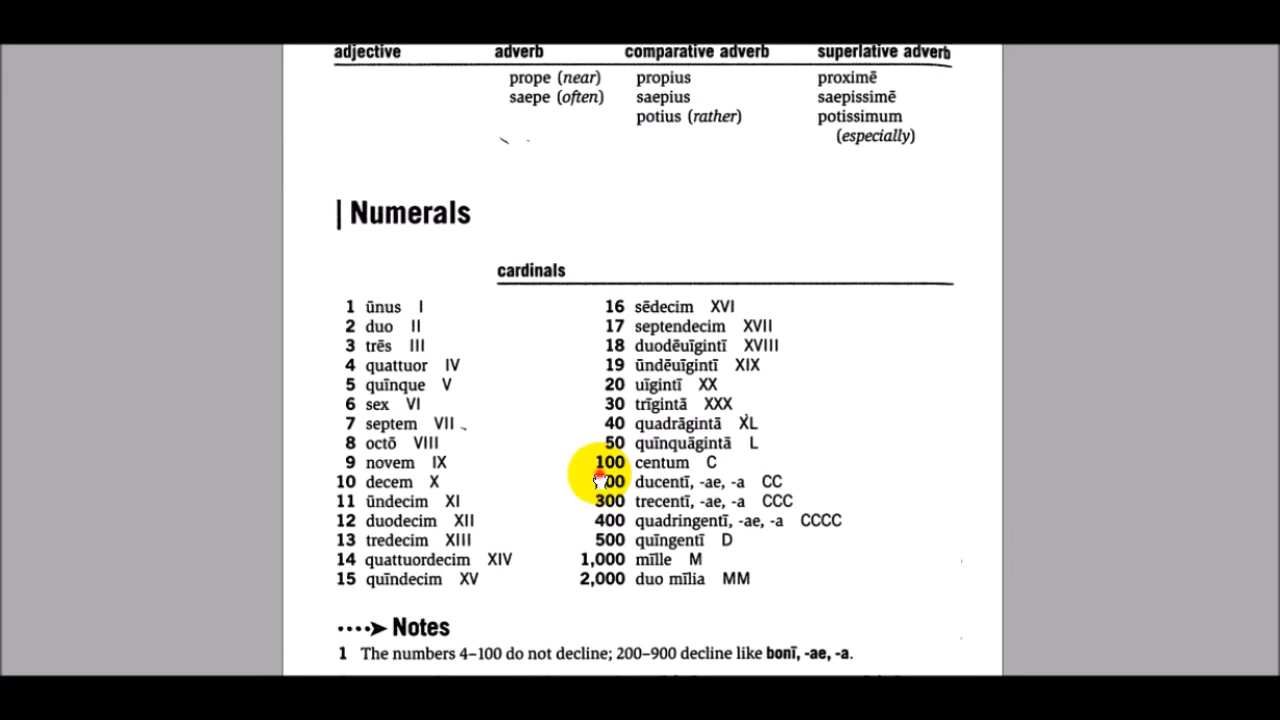 adjective adverb comparative adverb superlative adverb
prope (near) propius proximē
saepe (often) saepius saepissimē
potius (rather) potissimum
(especially)
| Numerals
cardinals
1 ūnus I 16 sēdecim XVI
2 duo II 17 septendecim XVII
3 trēs III 18 duodēuīgintī XVIII
4 quattuor IV 19 ūndēuīgintī XIX
5 quīnque V 20 uīgintī XX
6 sex VI 30 trīgintā XXX
7 septem VII 40 quadrāgintā XL
8 octō VIII 50 quīnquāgintā L
9 novem IX 100 centum C
10 decem X 00 ducentī, -ae, -a CC
11 ūndecim XI 300 trecentī, -ae, -a CCC
12 duodecim XII 400 quadringentī, -ae, -a CCCC
13 tredecim XIII 500 quīngentī D
14 quattuordecim XIV 1,000 mīlle M
15 quīndecim XV 2,000 duo mīlia MM
····➤ Notes
1 The numbers 4–100 do not decline; 200–900 decline like bonī, -ae, -a.